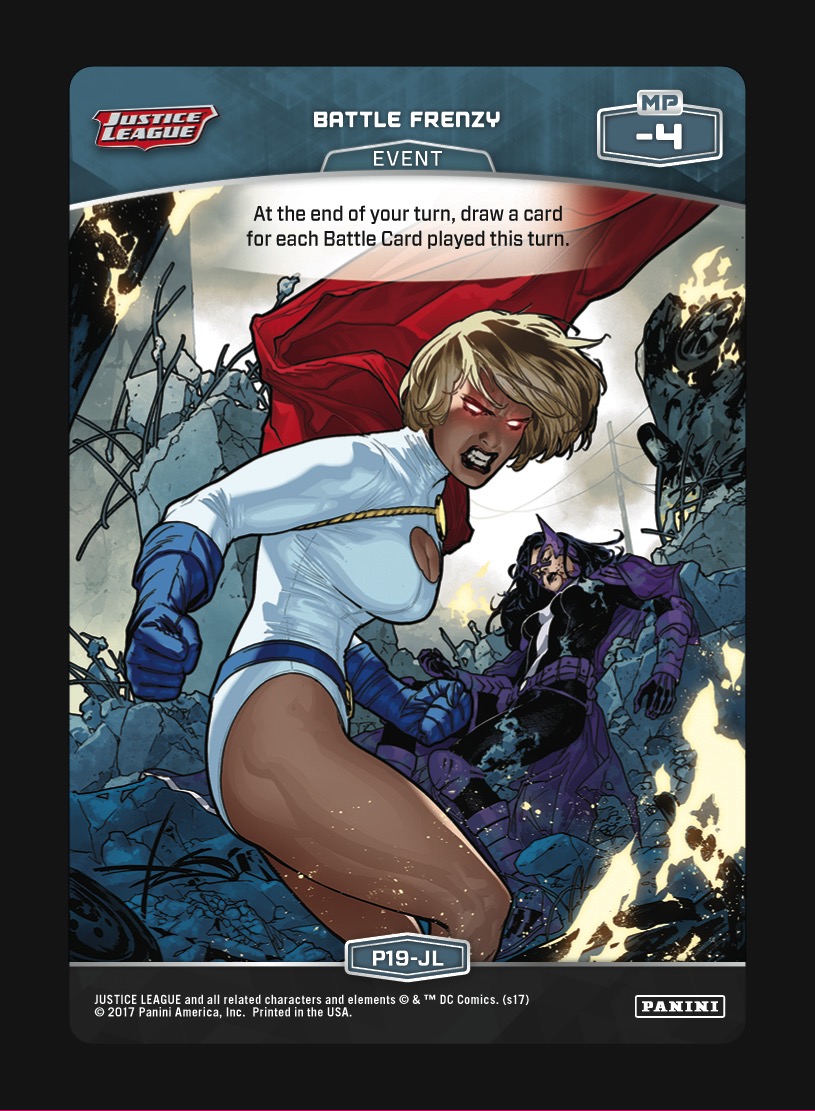 JUSTICE
LEAGUE
BATTLE FRENZY
MP
-4
EVENT
At the end of your turn, draw a card
for each Battle Card played this turn.
P19-JL
JUSTICE LEAGUE and all related characters and elements © & ™ DC Comics. (s17)
© 2017 Panini America, Inc. Printed in the USA.
PANINI